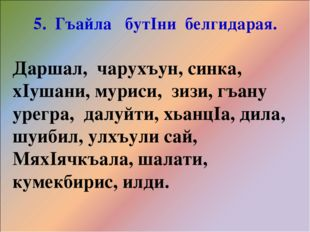 5. Гъайла бутIни белгидарая.
Даршал, чарухъун, синка,
хIушани, муриси, зизи, гъану
урегра, далуйти, хьанцIа, дила,
шуибил, улхъули сай,
МяхIячкъала, шалати,
кумекбирис, илди.